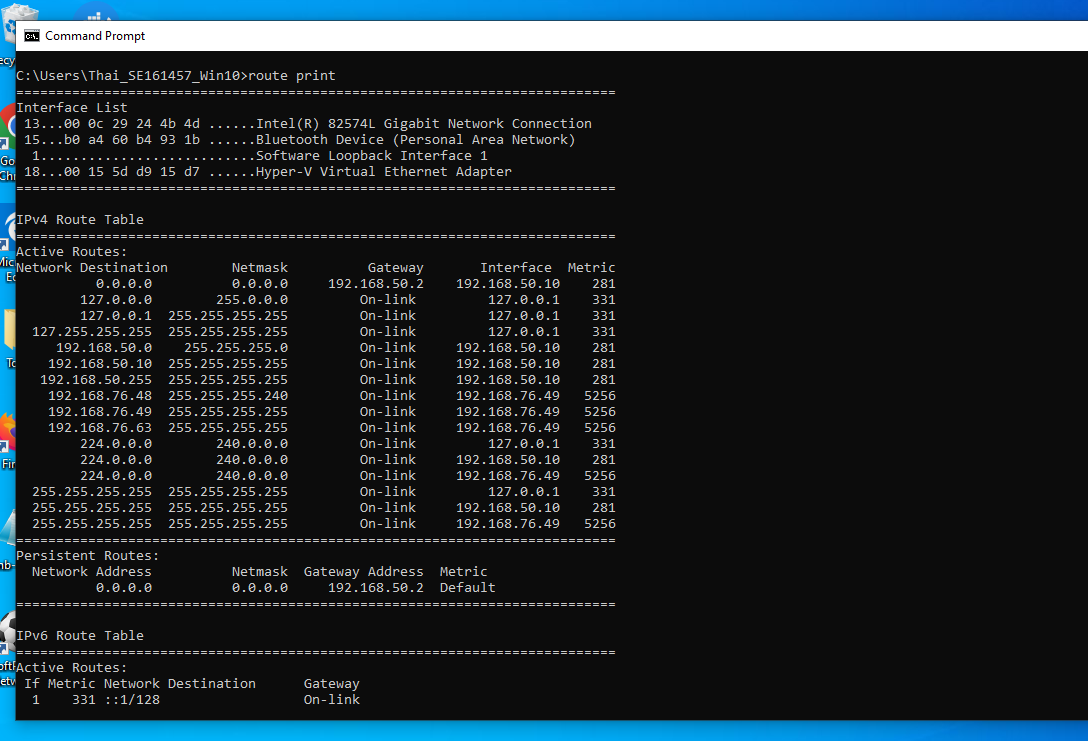 Command Prompt
C:\Users\Thai_SE161457_Win10>route print
===========================================================================
Interface List
 13...00 0c 29 24 4b 4d ......Intel(R) 82574L Gigabit Network Connection
 15...b0 a4 60 b4 93 1b ......Bluetooth Device (Personal Area Network)
  1...........................Software Loopback Interface 1
 18...00 15 5d d9 15 d7 ......Hyper-V Virtual Ethernet Adapter
===========================================================================
IPv4 Route Table
===========================================================================
Active Routes:
Network Destination        Netmask          Gateway       Interface  Metric
          0.0.0.0          0.0.0.0     192.168.50.2    192.168.50.10    281
        127.0.0.0        255.0.0.0         On-link         127.0.0.1    331
        127.0.0.1  255.255.255.255         On-link         127.0.0.1    331
  127.255.255.255  255.255.255.255         On-link         127.0.0.1    331
     192.168.50.0    255.255.255.0         On-link     192.168.50.10    281
    192.168.50.10  255.255.255.255         On-link     192.168.50.10    281
   192.168.50.255  255.255.255.255         On-link     192.168.50.10    281
    192.168.76.48  255.255.255.240         On-link     192.168.76.49   5256
    192.168.76.49  255.255.255.255         On-link     192.168.76.49   5256
    192.168.76.63  255.255.255.255         On-link     192.168.76.49   5256
        224.0.0.0        240.0.0.0         On-link         127.0.0.1    331
        224.0.0.0        240.0.0.0         On-link     192.168.50.10    281
        224.0.0.0        240.0.0.0         On-link     192.168.76.49   5256
  255.255.255.255  255.255.255.255         On-link         127.0.0.1    331
  255.255.255.255  255.255.255.255         On-link     192.168.50.10    281
  255.255.255.255  255.255.255.255         On-link     192.168.76.49   5256
===========================================================================
Persistent Routes:
  Network Address          Netmask  Gateway Address  Metric
          0.0.0.0          0.0.0.0     192.168.50.2  Default
===========================================================================
IPv6 Route Table
===========================================================================
Active Routes:
 If Metric Network Destination      Gateway
  1    331 ::1/128                  On-link